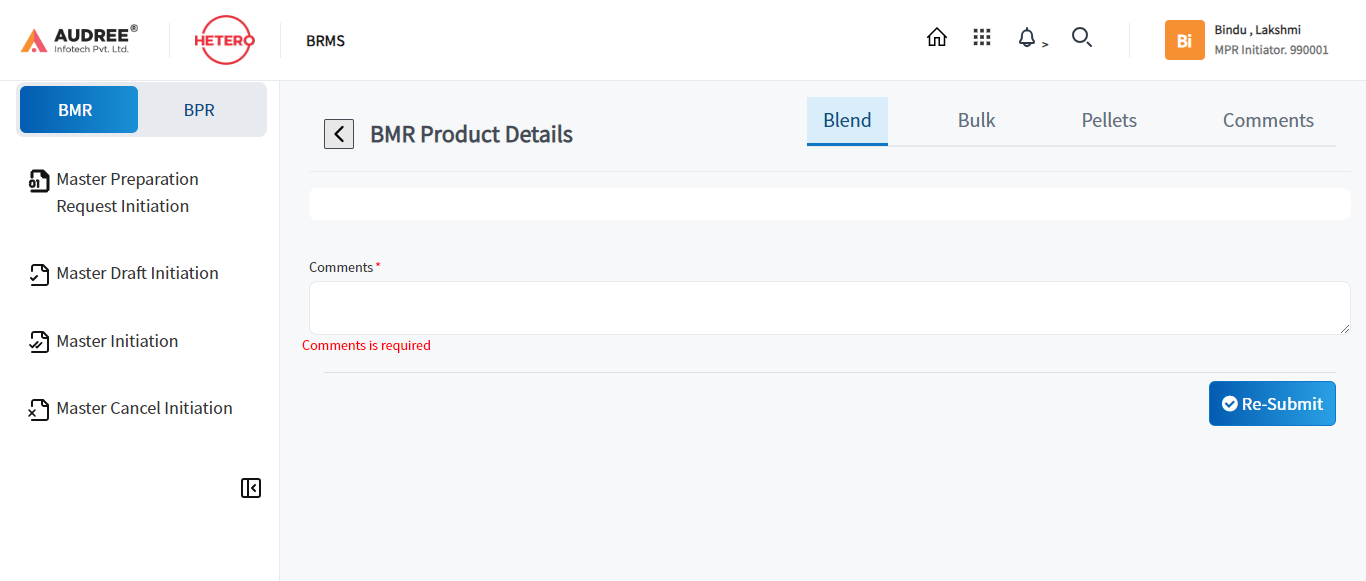 AUDREE®
Infotech Pvt. Ltd.
HETERO
BRMS
>
Bi
Bindu , Lakshmi
MPR Initiator. 990001
BMR
BPR
01
Master Preparation
Request Initiation
Master Draft Initiation
Master Initiation
Master Cancel Initiation
BMR Product Details
Blend
Bulk
Pellets
Comments
Comments *
Comments is required
Re-Submit